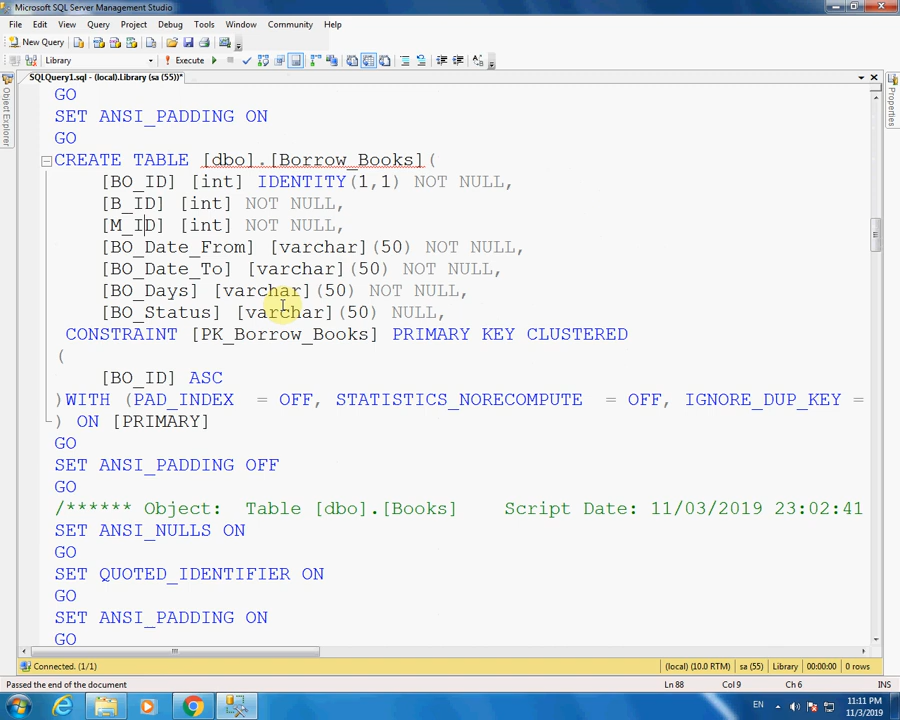 Microsoft SQL Server Management Studio
File Edit View Query Project Debug Tools Window Community Help
New Query
Library Execute
SQLQuery1.sql - (local).Library (sa (55))*
Object Explorer
Properties
GO
SET ANSI_PADDING ON
GO
CREATE TABLE [dbo].[Borrow_Books](
[BO_ID] [int] IDENTITY(1,1) NOT NULL,
[B_ID] [int] NOT NULL,
[M_ID] [int] NOT NULL,
[BO_Date_From] [varchar](50) NOT NULL,
[BO_Date_To] [varchar](50) NOT NULL,
[BO_Days] [varchar](50) NOT NULL,
[BO_Status] [varchar](50) NULL,
CONSTRAINT [PK_Borrow_Books] PRIMARY KEY CLUSTERED
(
[BO_ID] ASC
)WITH (PAD_INDEX = OFF, STATISTICS_NORECOMPUTE = OFF, IGNORE_DUP_KEY =
) ON [PRIMARY]
GO
SET ANSI_PADDING OFF
GO
/****** Object: Table [dbo].[Books] Script Date: 11/03/2019 23:02:41
SET ANSI_NULLS ON
GO
SET QUOTED_IDENTIFIER ON
GO
SET ANSI_PADDING ON
GO
Connected. (1/1) (local) (10.0 RTM) sa (55) Library 00:00:00 0 rows
Passed the end of the document Ln 88 Col 9 Ch 6 INS
EN 11:11 PM
11/3/2019